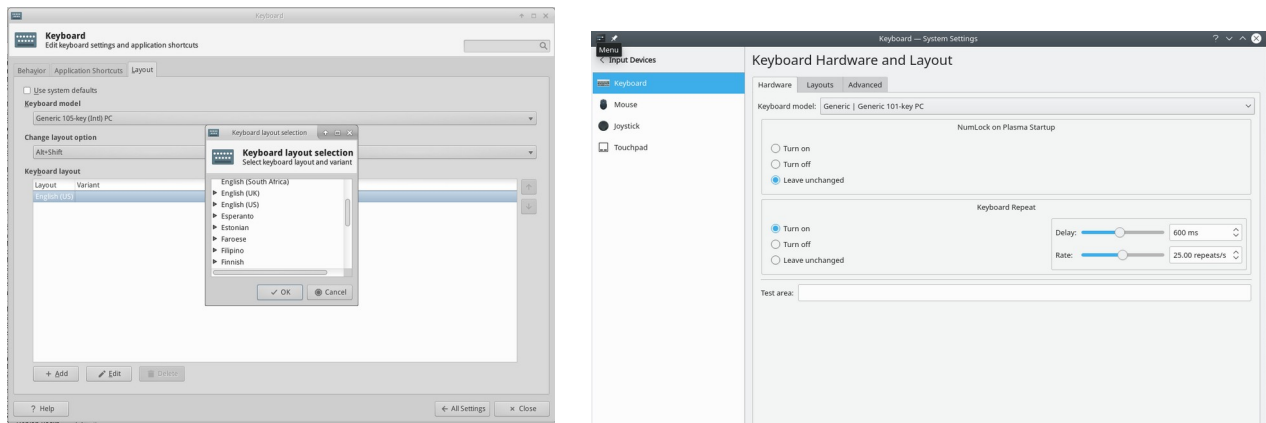 Keyboard
Keyboard
Edit keyboard settings and application shortcuts
Behavior Application Shortcuts Layout
Use system defaults
Keyboard model
Generic 105-key (Intl) PC
Change layout option
Alt+Shift
Keyboard layout
Layout Variant
English (US)
Keyboard layout selection
Keyboard layout selection
Select keyboard layout and variant
English (South Africa)
English (UK)
English (US)
Esperanto
Estonian
Faroese
Filipino
Finnish
OK Cancel
Add Edit Delete
? Help All Settings Close
Keyboard — System Settings
Menu
Input Devices
Keyboard
Mouse
Joystick
Touchpad
Keyboard Hardware and Layout
Hardware Layouts Advanced
Keyboard model: Generic | Generic 101-key PC
NumLock on Plasma Startup
Turn on
Turn off
Leave unchanged
Keyboard Repeat
Turn on
Turn off
Leave unchanged
Delay: 600 ms
Rate: 25.00 repeats/s
Test area: